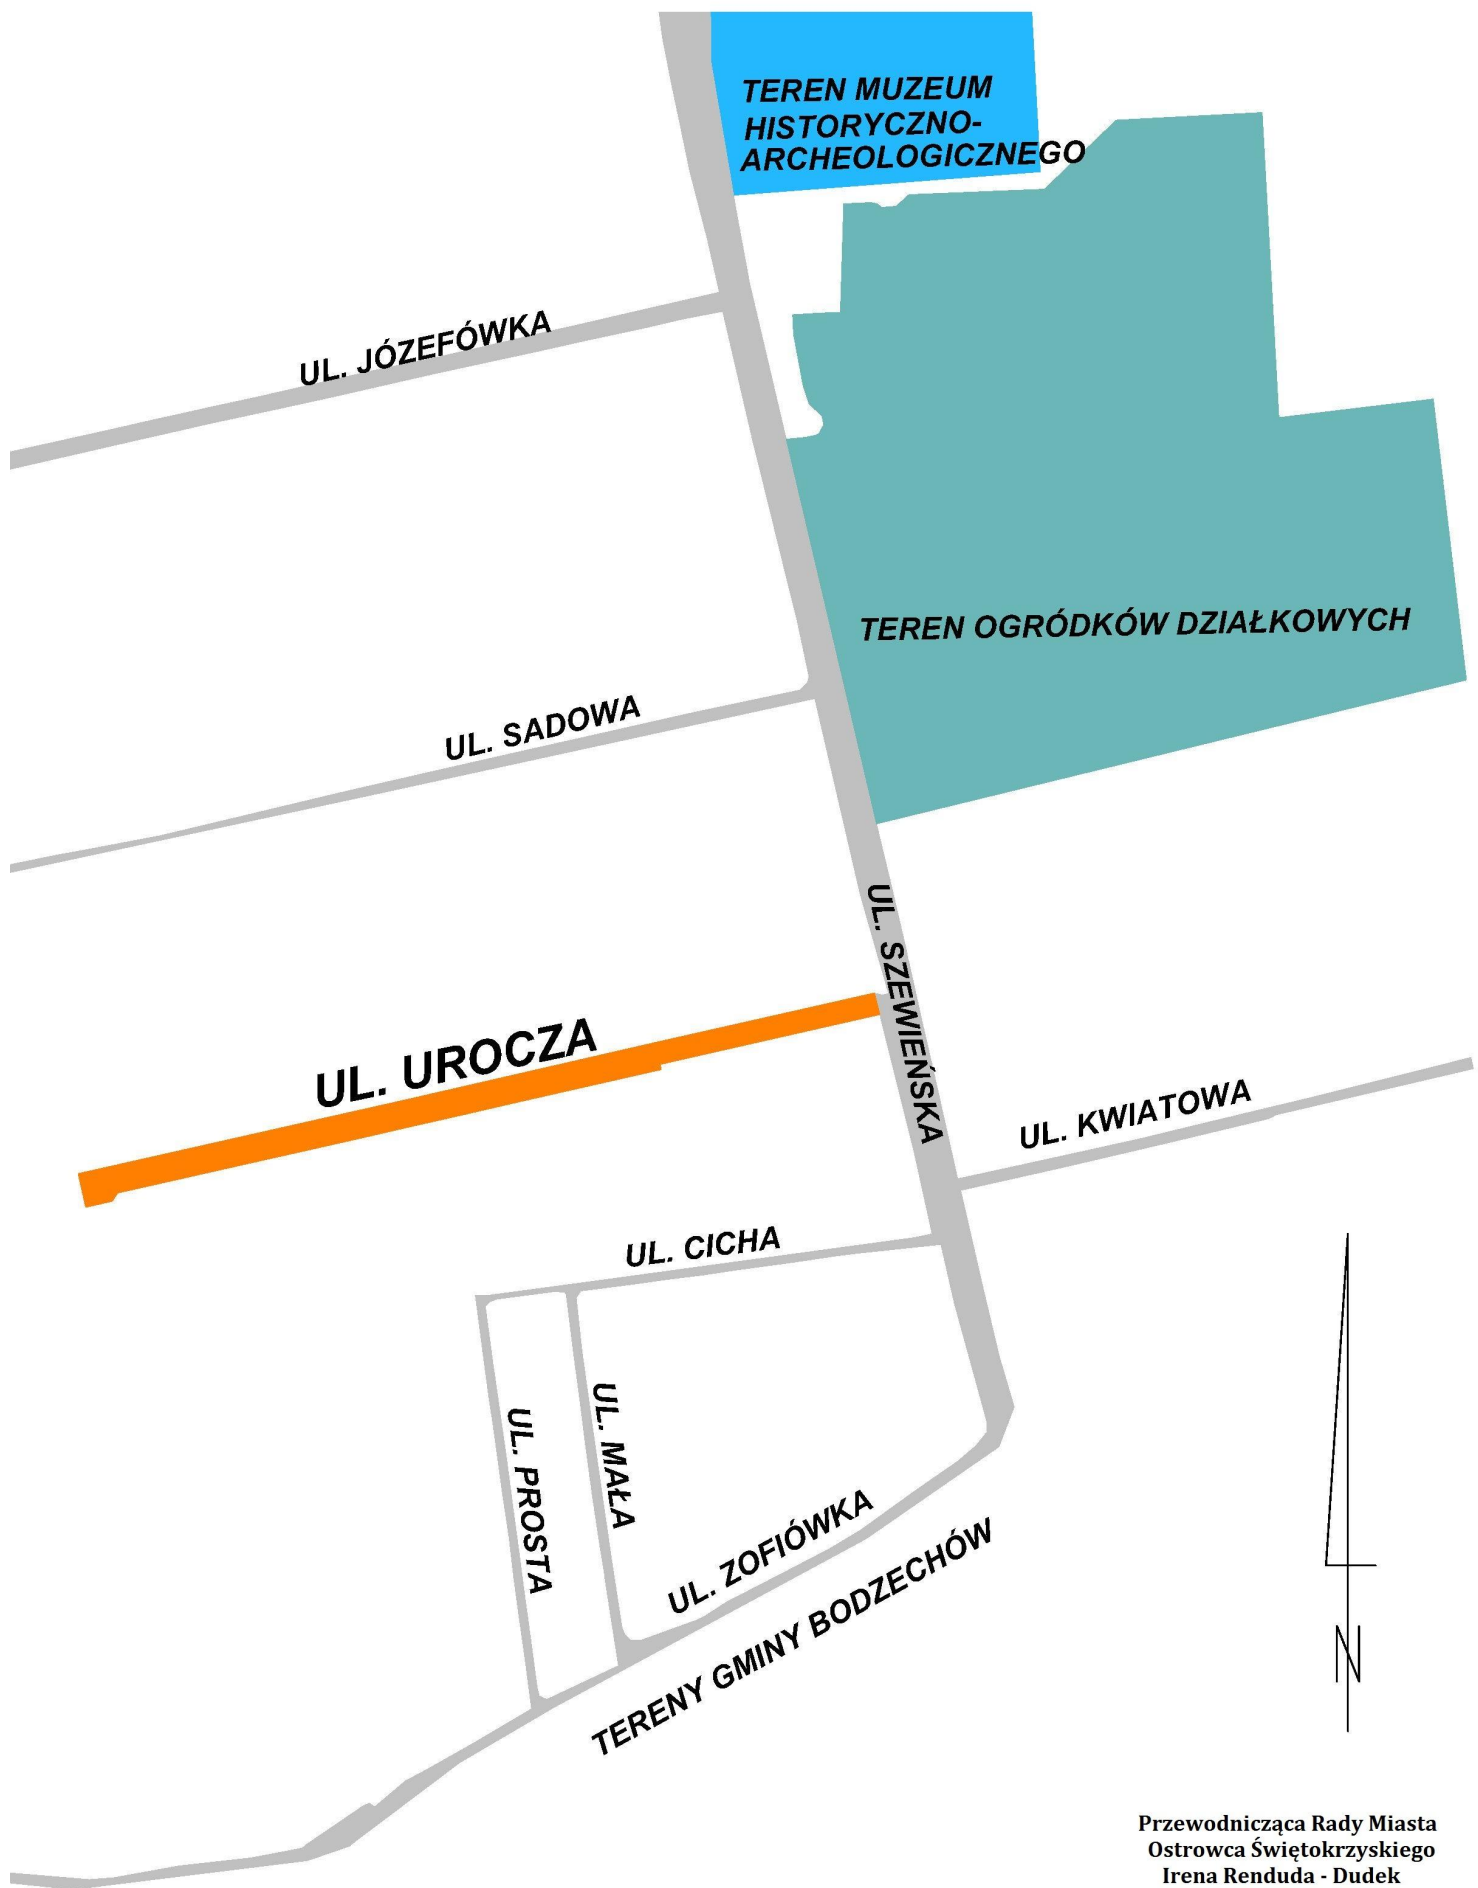 TEREN MUZEUM
HISTORYCZNO-
ARCHEOLOGICZNEGO
UL. JÓZEFÓWKA
TEREN OGRÓDKÓW DZIAŁKOWYCH
UL. SADOWA
UL. SZEWIEŃSKA
UL. UROCZA
UL. KWIATOWA
UL. CICHA
UL. PROSTA
UL. MAŁA
UL. ZOFIÓWKA
TERENY GMINY BODZECHÓW
N
Przewodnicząca Rady Miasta
Ostrowca Świętokrzyskiego
Irena Renduda - Dudek